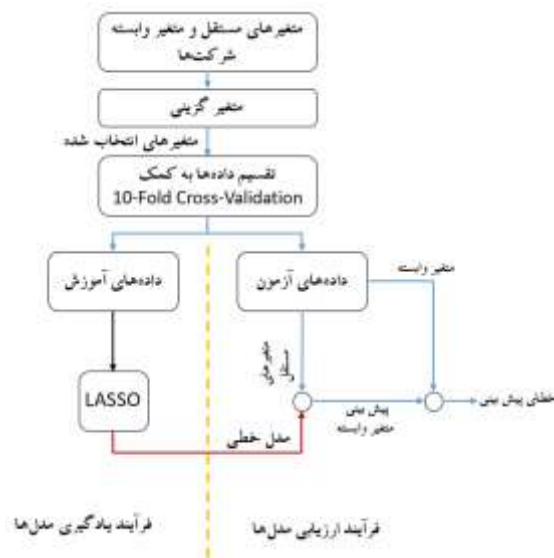 متغیرهای مستقل و متغیر وابسته
شرکت‌ها
متغیر گزینی
متغیرهای انتخاب شده
تقسیم داده‌ها به کمک
10-Fold Cross-Validation
داده‌های آموزش
داده‌های آزمون
متغیر وابسته
متغیرهای
مستقل
LASSO
پیش بینی
متغیر وابسته
خطای پیش بینی
مدل خطی
فرآیند یادگیری مدل‌ها
فرآیند ارزیابی مدل‌ها